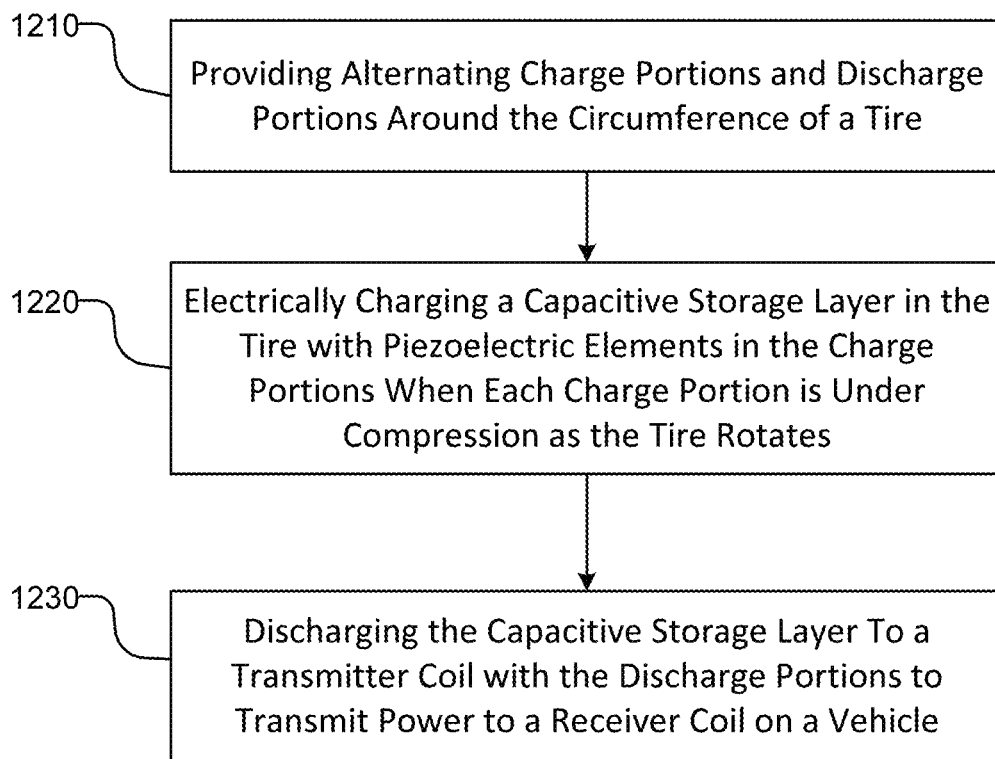 1210
Providing Alternating Charge Portions and Discharge
Portions Around the Circumference of a Tire
1220
Electrically Charging a Capacitive Storage Layer in the
Tire with Piezoelectric Elements in the Charge
Portions When Each Charge Portion is Under
Compression as the Tire Rotates
1230
Discharging the Capacitive Storage Layer To a
Transmitter Coil with the Discharge Portions to
Transmit Power to a Receiver Coil on a Vehicle